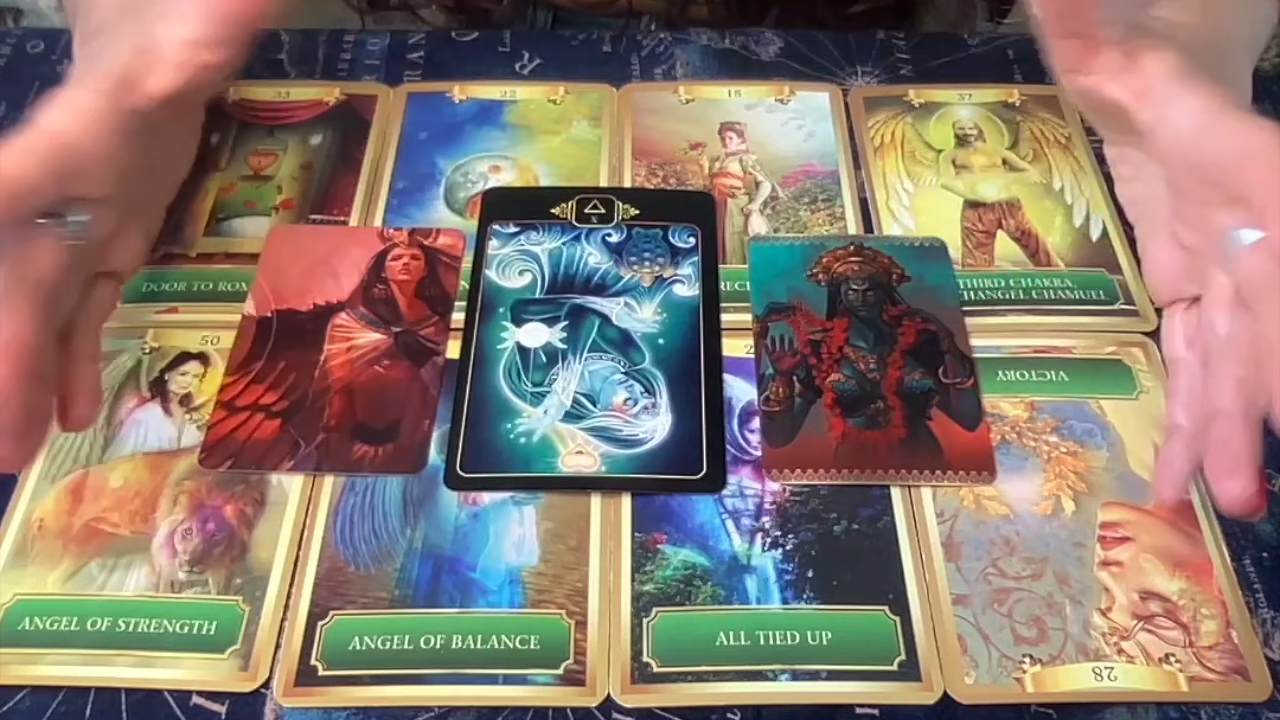 33
22
15
37
DOOR TO
THIRD CHAKRA,
CHANGEL CHAMUEL
50
X
2
VICTORY
ANGEL OF STRENGTH
ANGEL OF BALANCE
ALL TIED UP
28